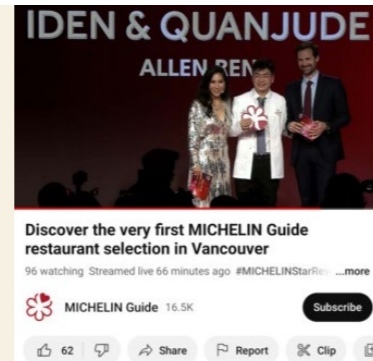 IDEN & QUANJUDE
ALLEN REN
Discover the very first MICHELIN Guide
restaurant selection in Vancouver
96 watching Streamed live 66 minutes ago #MICHELINStarRev ...more
MICHELIN Guide 16.5K
Subscribe
62 Share Report Clip